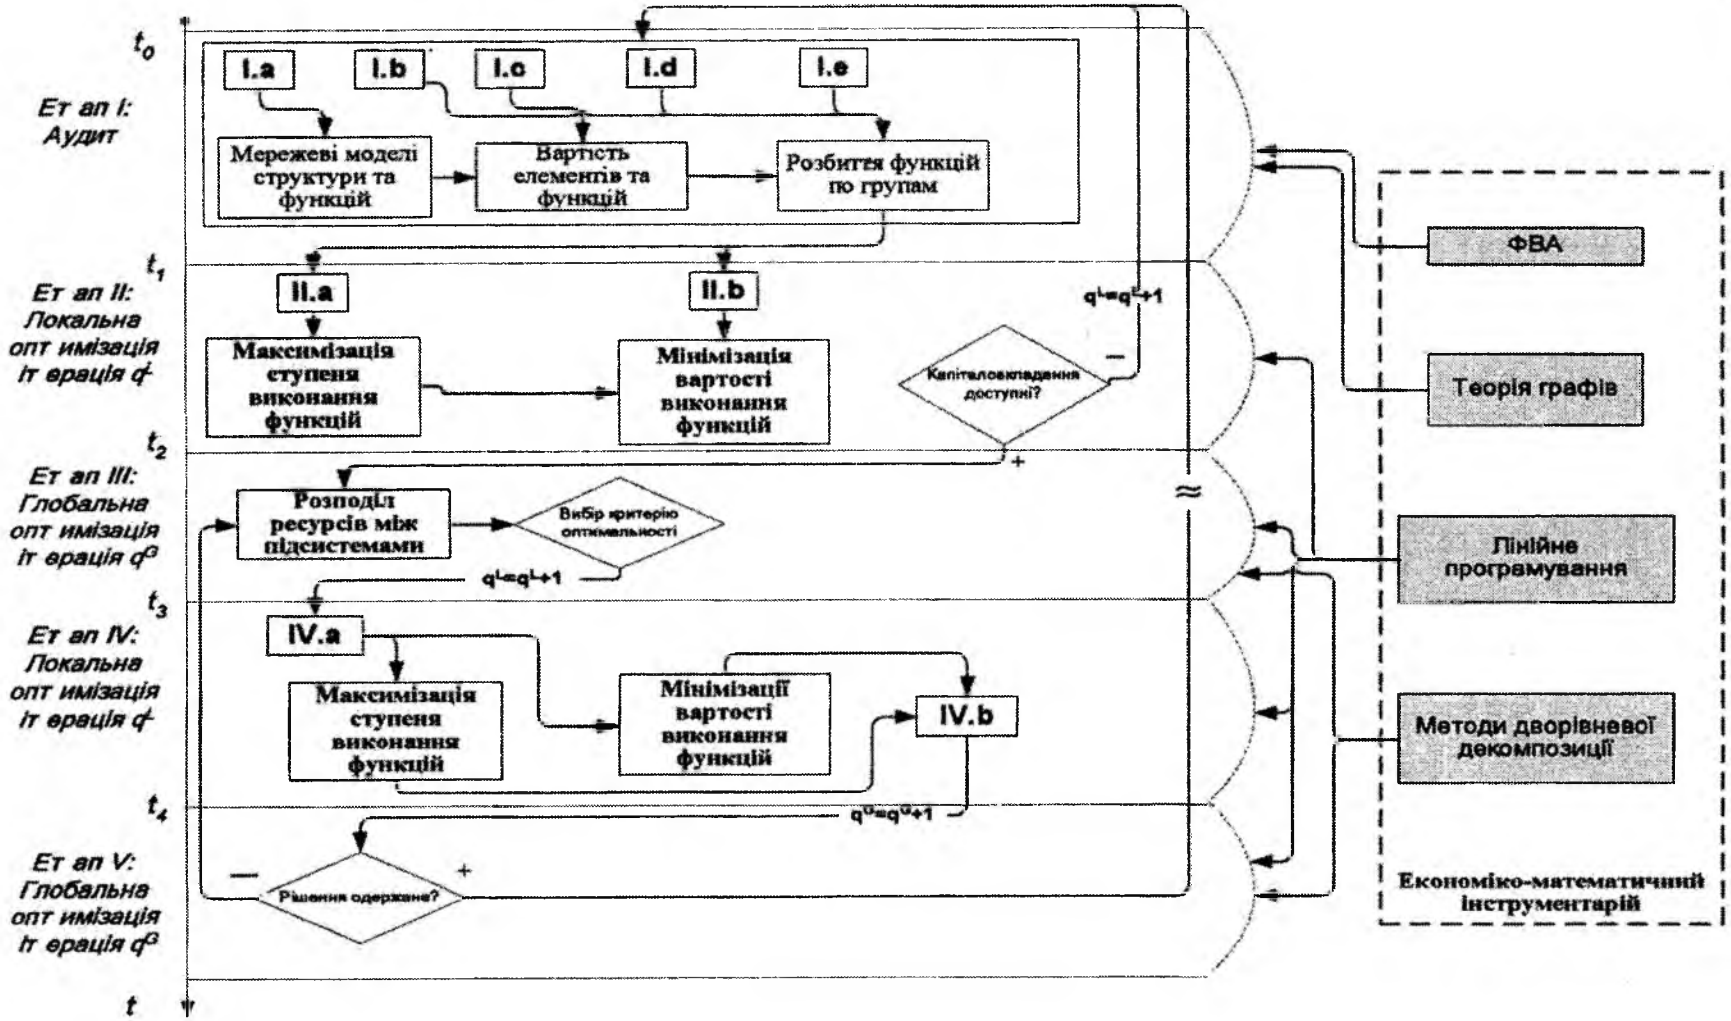 t₀
Ет ап I:
Аудит
I.a
I.b
I.c
I.d
I.e
Мережеві моделі
структури та
функцій
Вартість
елементів та
функцій
Розбиття функцій
по групам
t₁
Ет ап II:
Локальна
опт имізація
іт ерація qᴸ
II.a
II.b
Максимізація
ступеня
виконання
функцій
Мінімізація
вартості
виконання
функцій
Капіталовкладення
доступні?
−
+
qᴸ=qᴸ+1
t₂
Ет ап III:
Глобальна
опт имізація
іт ерація qᴳ
Розподіл
ресурсів між
підсистемами
Вибір критерію
оптимальності
qᴸ=qᴸ+1
≈
t₃
Ет ап IV:
Локальна
опт имізація
іт ерація qᴸ
IV.a
Максимізація
ступеня
виконання
функцій
Мінімізації
вартості
виконання
функцій
IV.b
t₄
qᴳ=qᴳ+1
Ет ап V:
Глобальна
опт имізація
іт ерація qᴳ
−
Рішення одержане?
+
t
ФВА
Теорія графів
Лінійне
програмування
Методи дворівневої
декомпозиції
Економіко-математичний
інструментарій